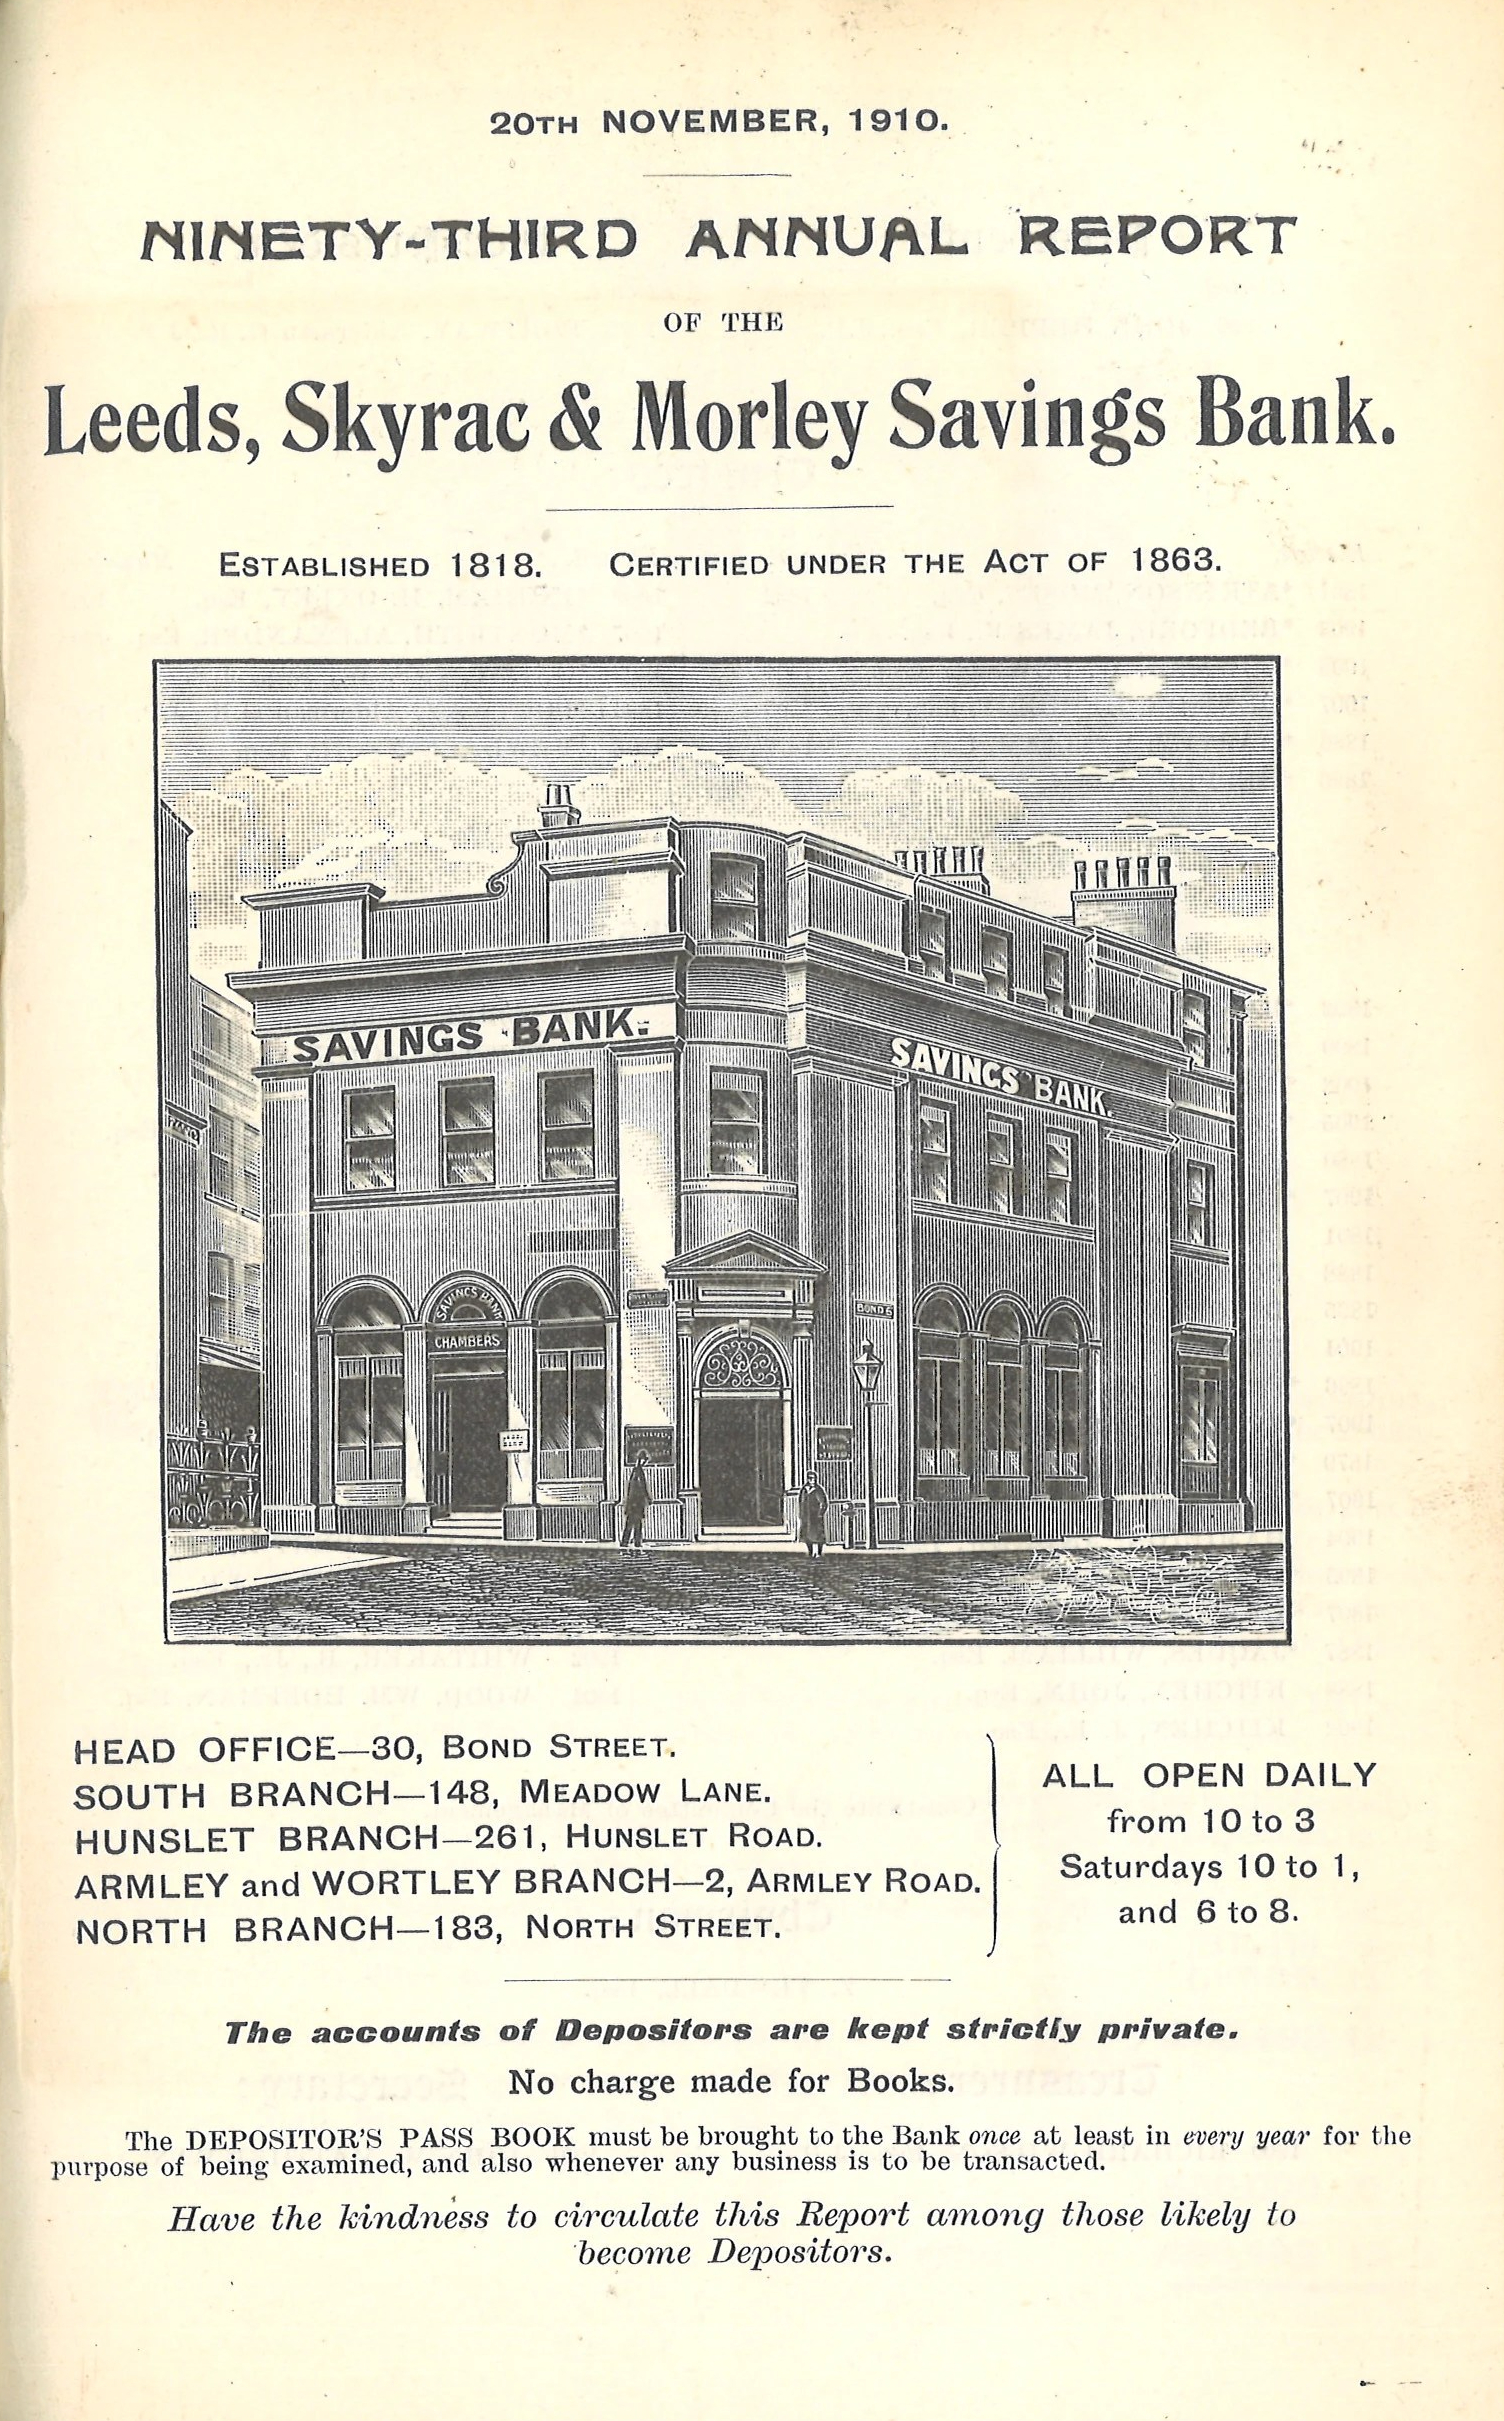 20TH NOVEMBER, 1910.
NINETY-THIRD ANNUAL REPORT
OF THE
Leeds, Skyrac & Morley Savings Bank.
ESTABLISHED 1818. CERTIFIED UNDER THE ACT OF 1863.
SAVINGS BANK.
SAVINGS BANK.
SAVINGS BANK
CHAMBERS
BOND S
HEAD OFFICE—30, BOND STREET.
SOUTH BRANCH—148, MEADOW LANE.
HUNSLET BRANCH—261, HUNSLET ROAD.
ARMLEY and WORTLEY BRANCH—2, ARMLEY ROAD.
NORTH BRANCH—183, NORTH STREET.
ALL OPEN DAILY
from 10 to 3
Saturdays 10 to 1,
and 6 to 8.
The accounts of Depositors are kept strictly private.
No charge made for Books.
The DEPOSITOR'S PASS BOOK must be brought to the Bank once at least in every year for the
purpose of being examined, and also whenever any business is to be transacted.
Have the kindness to circulate this Report among those likely to
become Depositors.